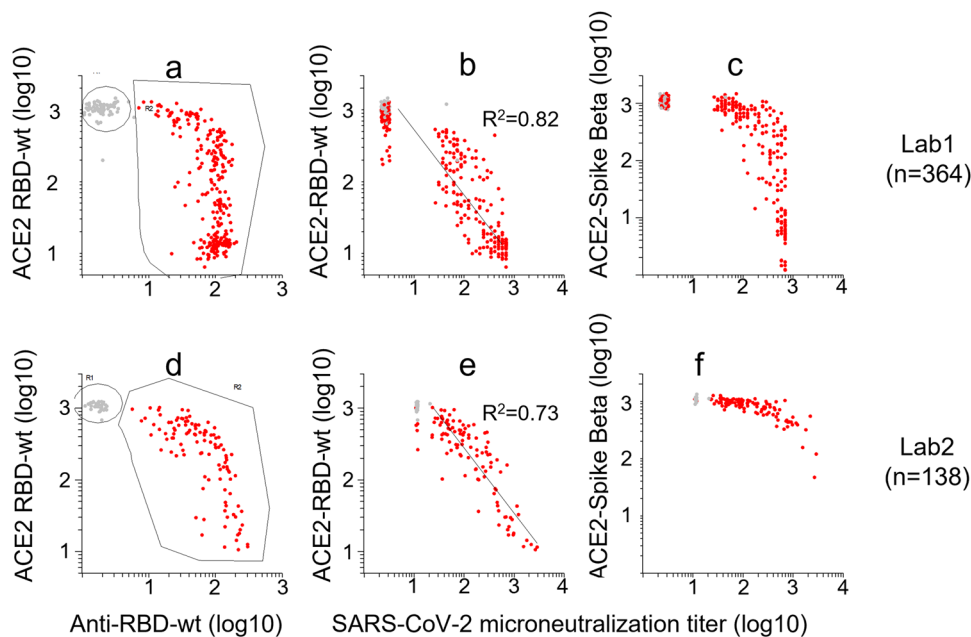 a
b
c
ACE2 RBD-wt (log10)
3
2
1
R2
1 2 3
ACE2-RBD-wt (log10)
3
2
1
R²=0.82
1 2 3 4
ACE2-Spike Beta (log10)
3
2
1
1 2 3 4
Lab1
(n=364)
d
e
f
ACE2 RBD-wt (log10)
3
2
1
R1
R2
1 2 3
ACE2-RBD-wt (log10)
3
2
1
R²=0.73
1 2 3 4
ACE2-Spike Beta (log10)
3
2
1
1 2 3 4
Lab2
(n=138)
Anti-RBD-wt (log10)
SARS-CoV-2 microneutralization titer (log10)